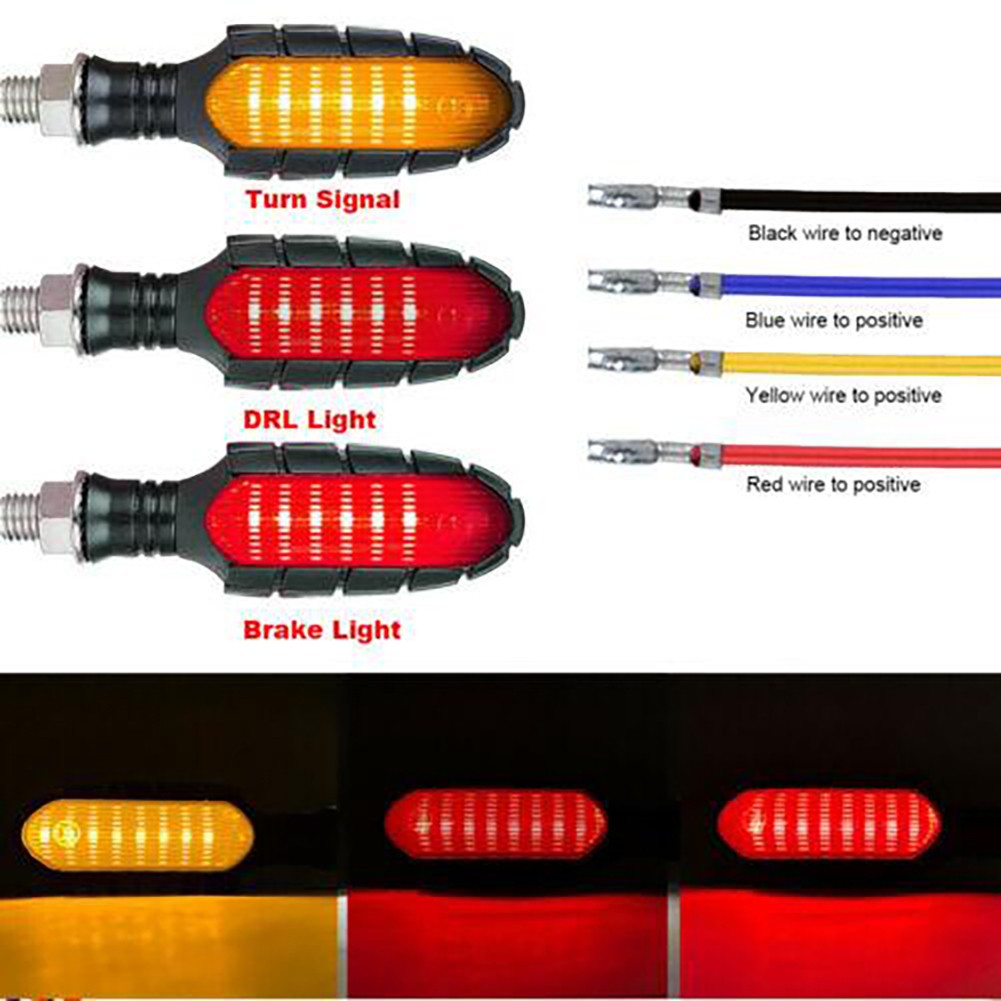 Turn Signal
Black wire to negative
DRL Light
Blue wire to positive
Yellow wire to positive
Brake Light
Red wire to positive